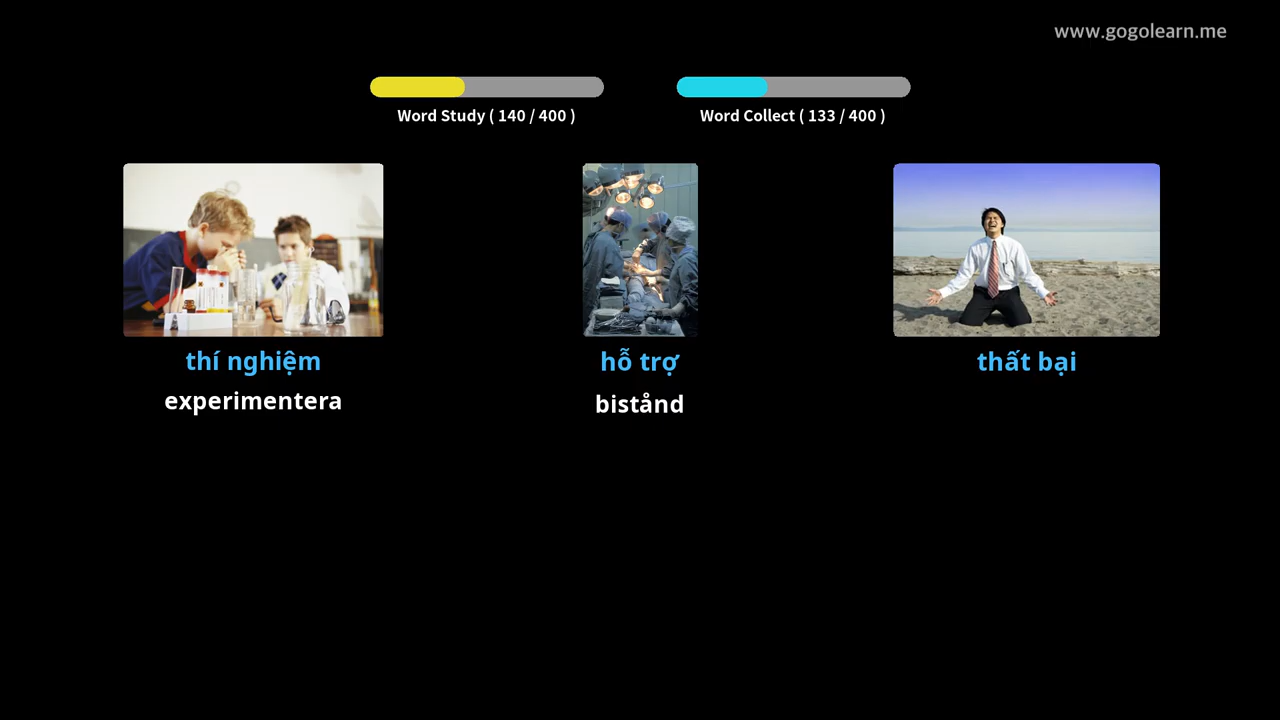 www.gogolearn.me
Word Study ( 140 / 400 )
Word Collect ( 133 / 400 )
thí nghiệm
hỗ trợ
thất bại
experimentera
bistånd